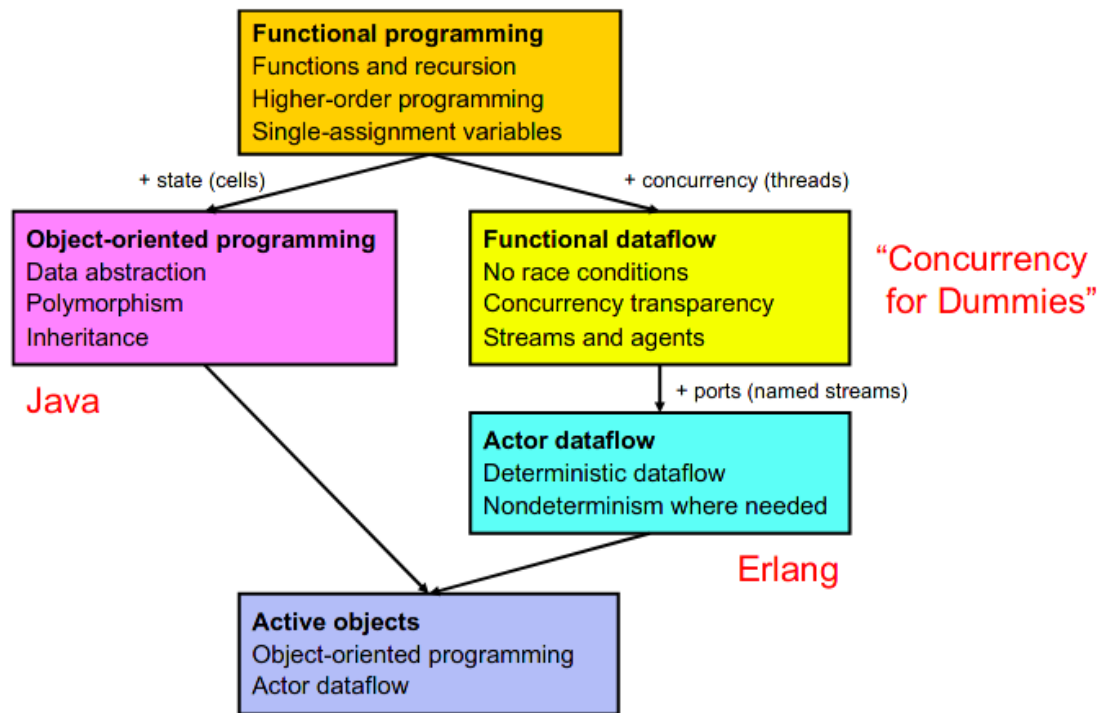 Functional programming
Functions and recursion
Higher-order programming
Single-assignment variables
+ state (cells)
+ concurrency (threads)
Object-oriented programming
Data abstraction
Polymorphism
Inheritance
Functional dataflow
No race conditions
Concurrency transparency
Streams and agents
“Concurrency
for Dummies”
Java
+ ports (named streams)
Actor dataflow
Deterministic dataflow
Nondeterminism where needed
Erlang
Active objects
Object-oriented programming
Actor dataflow